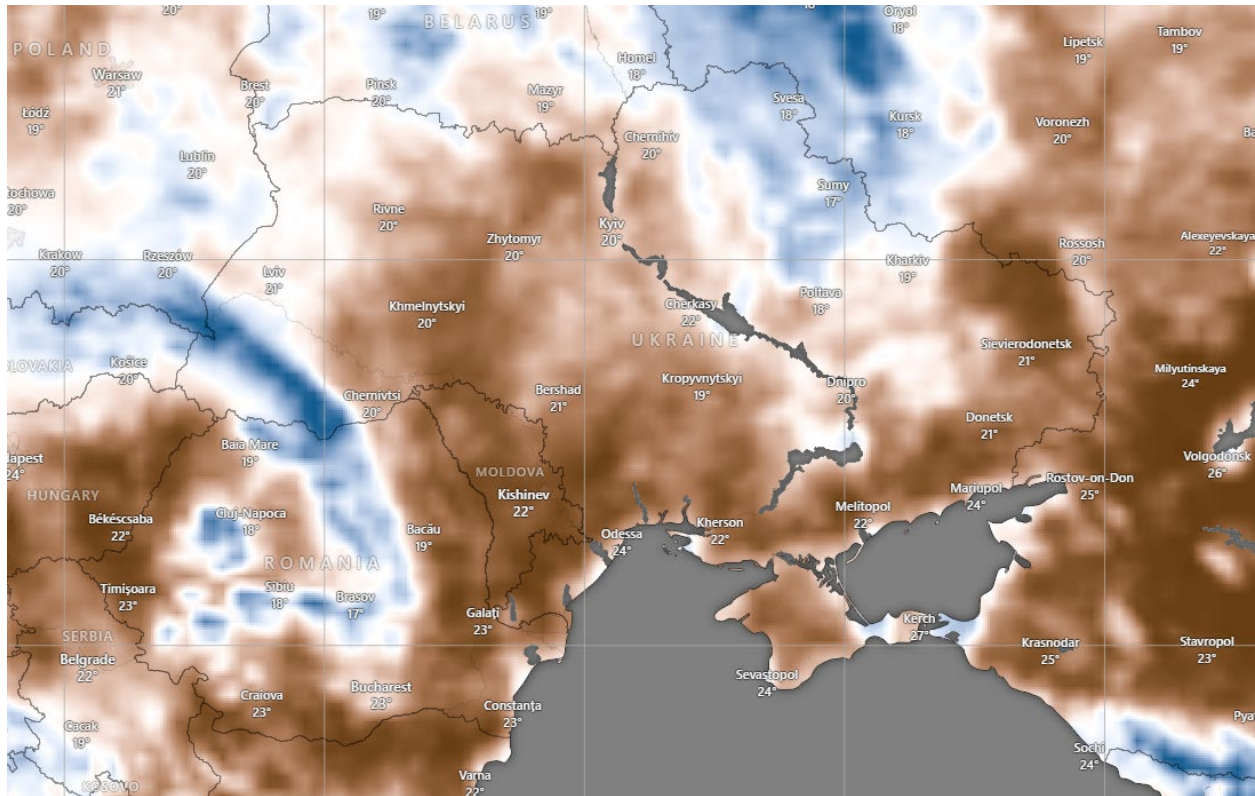 20°
19°
BELARUS
19°
18°
Oryol
18°
Tambov
19°
Lipetsk
19°
POLAND
Warsaw
21°
Brest
20°
Pinsk
20°
Mazyr
19°
Homel
18°
Łódź
19°
Svesa
18°
Kursk
18°
Voronezh
20°
Ba
Lublin
20°
Chernihiv
20°
tochowa
20°
Sumy
17°
Rivne
20°
Zhytomyr
20°
Kyiv
20°
Krakow
20°
Rzeszów
20°
Lviv
21°
Kharkiv
19°
Rossosh
20°
Alexeyevskaya
22°
Khmelnytskyi
20°
Cherkasy
22°
Poltava
18°
UKRAINE
SLOVAKIA
Košice
20°
Sievierodonetsk
21°
Milyutinskaya
24°
Chernivtsi
20°
Bershad
21°
Kropyvnytskyi
19°
Dnipro
20°
Donetsk
21°
Baia Mare
19°
dapest
24°
HUNGARY
MOLDOVA
Kishinev
22°
Volgodonsk
26°
Rostov-on-Don
25°
Mariupol
24°
Békéscsaba
22°
Cluj-Napoca
18°
Bacău
19°
Odessa
24°
Kherson
22°
Melitopol
22°
ROMANIA
Timișoara
23°
Sibiu
18°
Brasov
17°
Galați
23°
Kerch
27°
SERBIA
Belgrade
22°
Krasnodar
25°
Stavropol
23°
Bucharest
23°
Craiova
23°
Constanța
23°
Sevastopol
24°
Cacak
19°
Pya
Sochi
24°
KOSOVO
Varna
22°